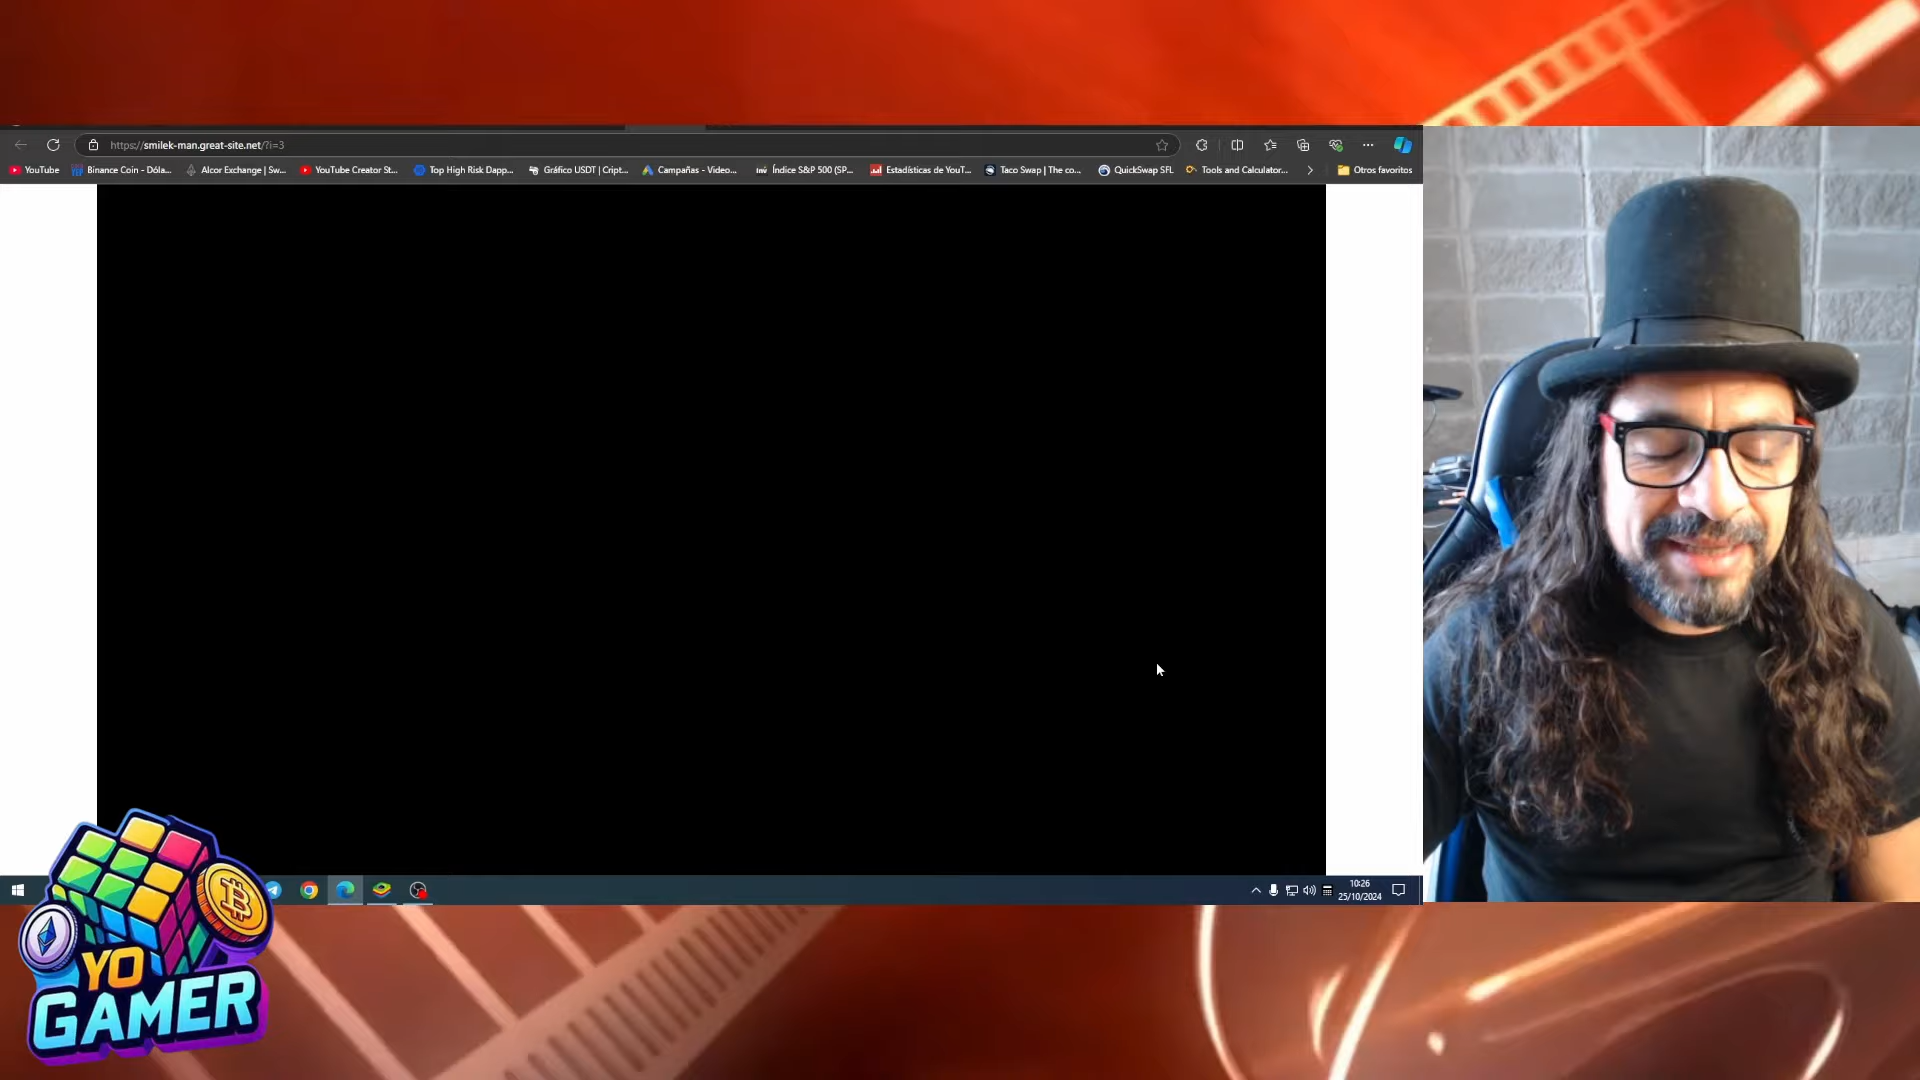 https://smilek-man.great-site.net/?i=3
YouTube
Binance Coin - Dóla...
Alcor Exchange | Sw...
YouTube Creator St...
Top High Risk Dapp...
Gráfico USDT | Cript...
Campañas - Video...
Índice S&P 500 (SP...
Estadísticas de YouT...
Taco Swap | The co...
QuickSwap SFL
Tools and Calculator...
Otros favoritos
10:26
25/10/2024
YO
GAMER